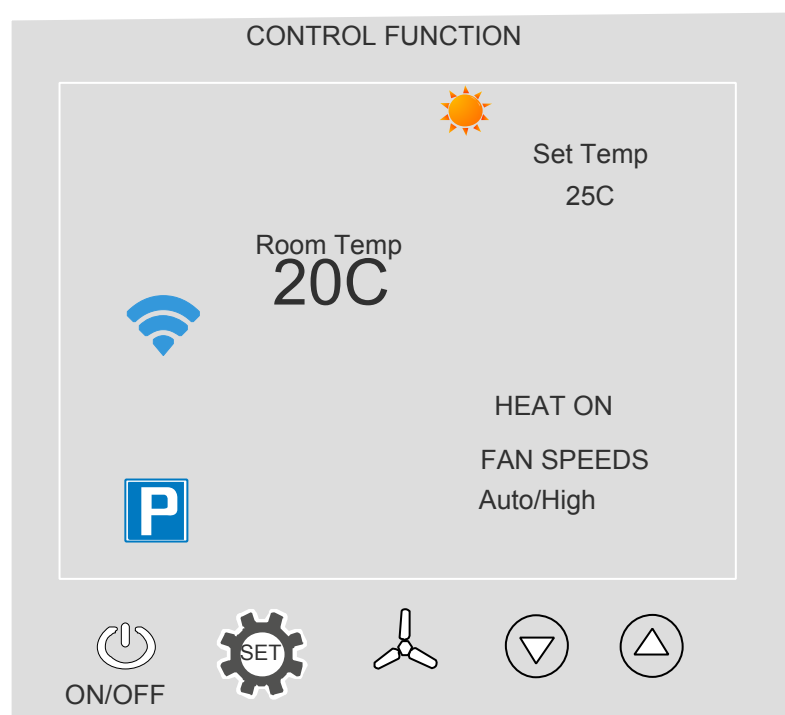 CONTROL FUNCTION
Set Temp
25C
Room Temp
20C
HEAT ON
FAN SPEEDS
Auto/High
P
SET
ON/OFF